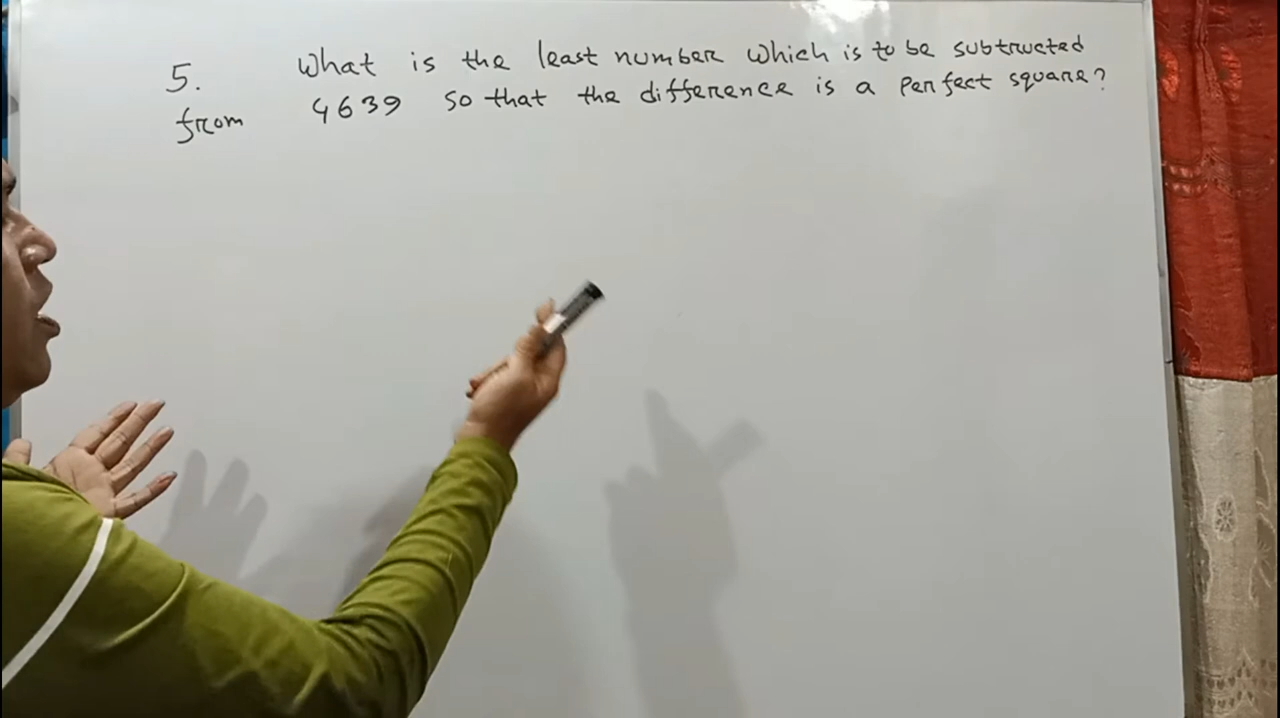 5. What is the least number which is to be subtructed
from 4639 so that the difference is a perfect square?